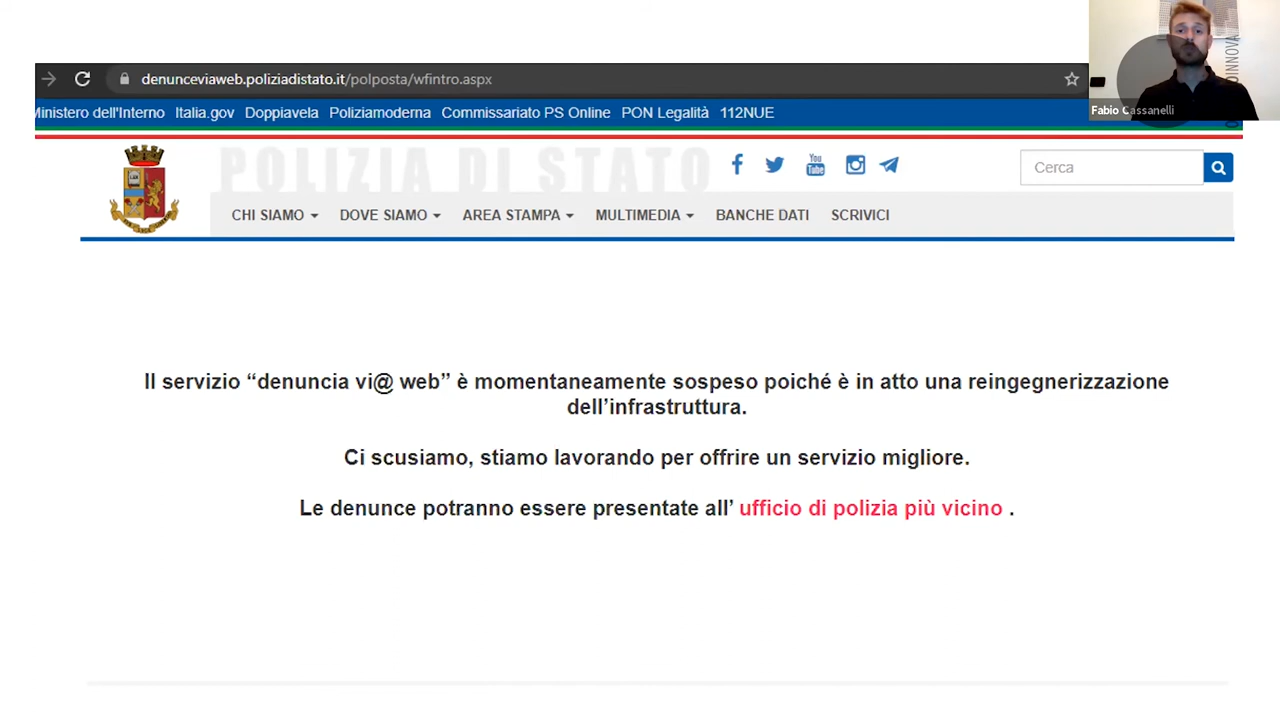 denunceviaweb.poliziadistato.it/polposta/wfintro.aspx
Ministero dell'Interno Italia.gov Doppiavela Poliziamoderna Commissariato PS Online PON Legalità 112NUE
POLIZIA DI STATO
Cerca
CHI SIAMO DOVE SIAMO AREA STAMPA MULTIMEDIA BANCHE DATI SCRIVICI
Il servizio “denuncia vi@ web” è momentaneamente sospeso poiché è in atto una reingegnerizzazione
dell’infrastruttura.
Ci scusiamo, stiamo lavorando per offrire un servizio migliore.
Le denunce potranno essere presentate all’ ufficio di polizia più vicino .
Fabio Cassanelli